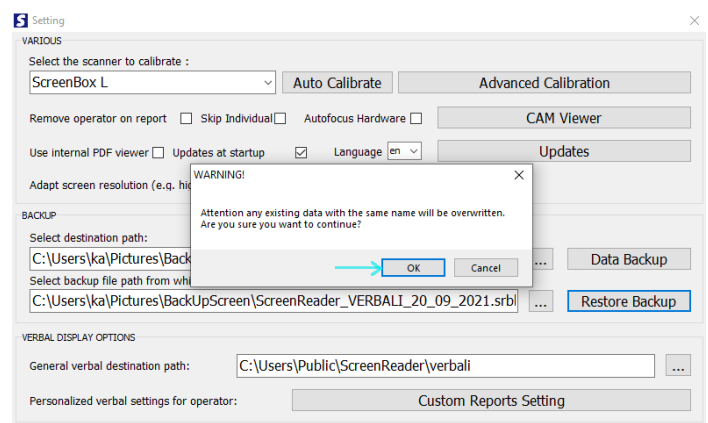 S Setting
VARIOUS
Select the scanner to calibrate :
ScreenBox L Auto Calibrate Advanced Calibration
Remove operator on report Skip Individual Autofocus Hardware CAM Viewer
Use internal PDF viewer Updates at startup Language en Updates
WARNING!
Adapt screen resolution (e.g.
Attention any existing data with the same name will be overwritten.
Are you sure you want to continue?
OK Cancel
BACKUP
Select destination path:
C:\Users\ka\Pictures\Back ... Data Backup
Select backup file path from
C:\Users\ka\Pictures\BackUpScreen\ScreenReader_VERBALI_20_09_2021.srbl ... Restore Backup
VERBAL DISPLAY OPTIONS
General verbal destination path: C:\Users\Public\ScreenReader\verbali ...
Personalized verbal settings for operator: Custom Reports Setting